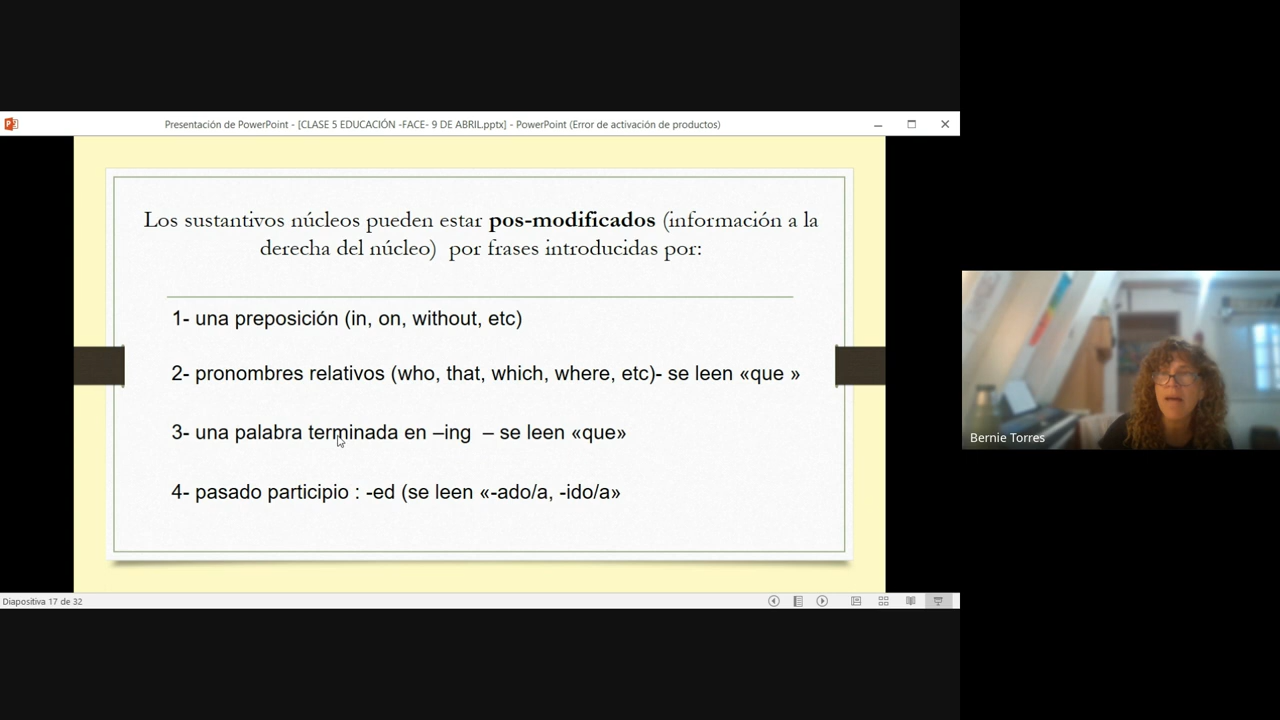 Presentación de PowerPoint - [CLASE 5 EDUCACIÓN -FACE- 9 DE ABRIL.pptx] - PowerPoint (Error de activación de productos)
Los sustantivos núcleos pueden estar pos-modificados (información a la
derecha del núcleo) por frases introducidas por:
1- una preposición (in, on, without, etc)
2- pronombres relativos (who, that, which, where, etc)- se leen «que »
3- una palabra terminada en –ing – se leen «que»
4- pasado participio : -ed (se leen «-ado/a, -ido/a»
Bernie Torres
Diapositiva 17 de 32